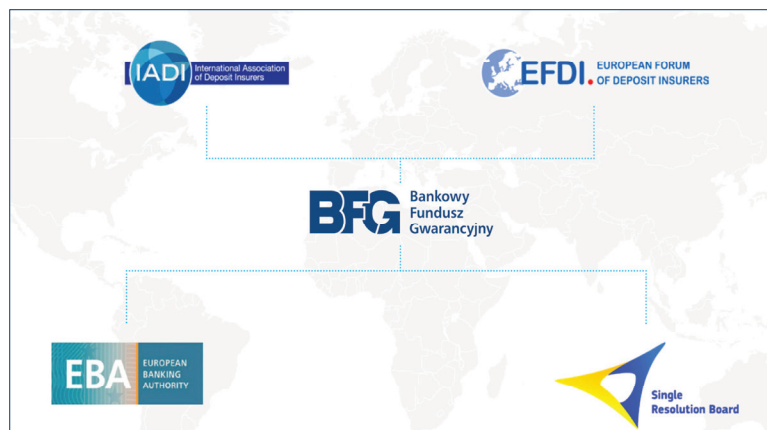 IADI
International Association
of Deposit Insurers
EFDI.
EUROPEAN FORUM
OF DEPOSIT INSURERS
BFG
Bankowy
Fundusz
Gwarancyjny
EBA
EUROPEAN
BANKING
AUTHORITY
Single
Resolution Board